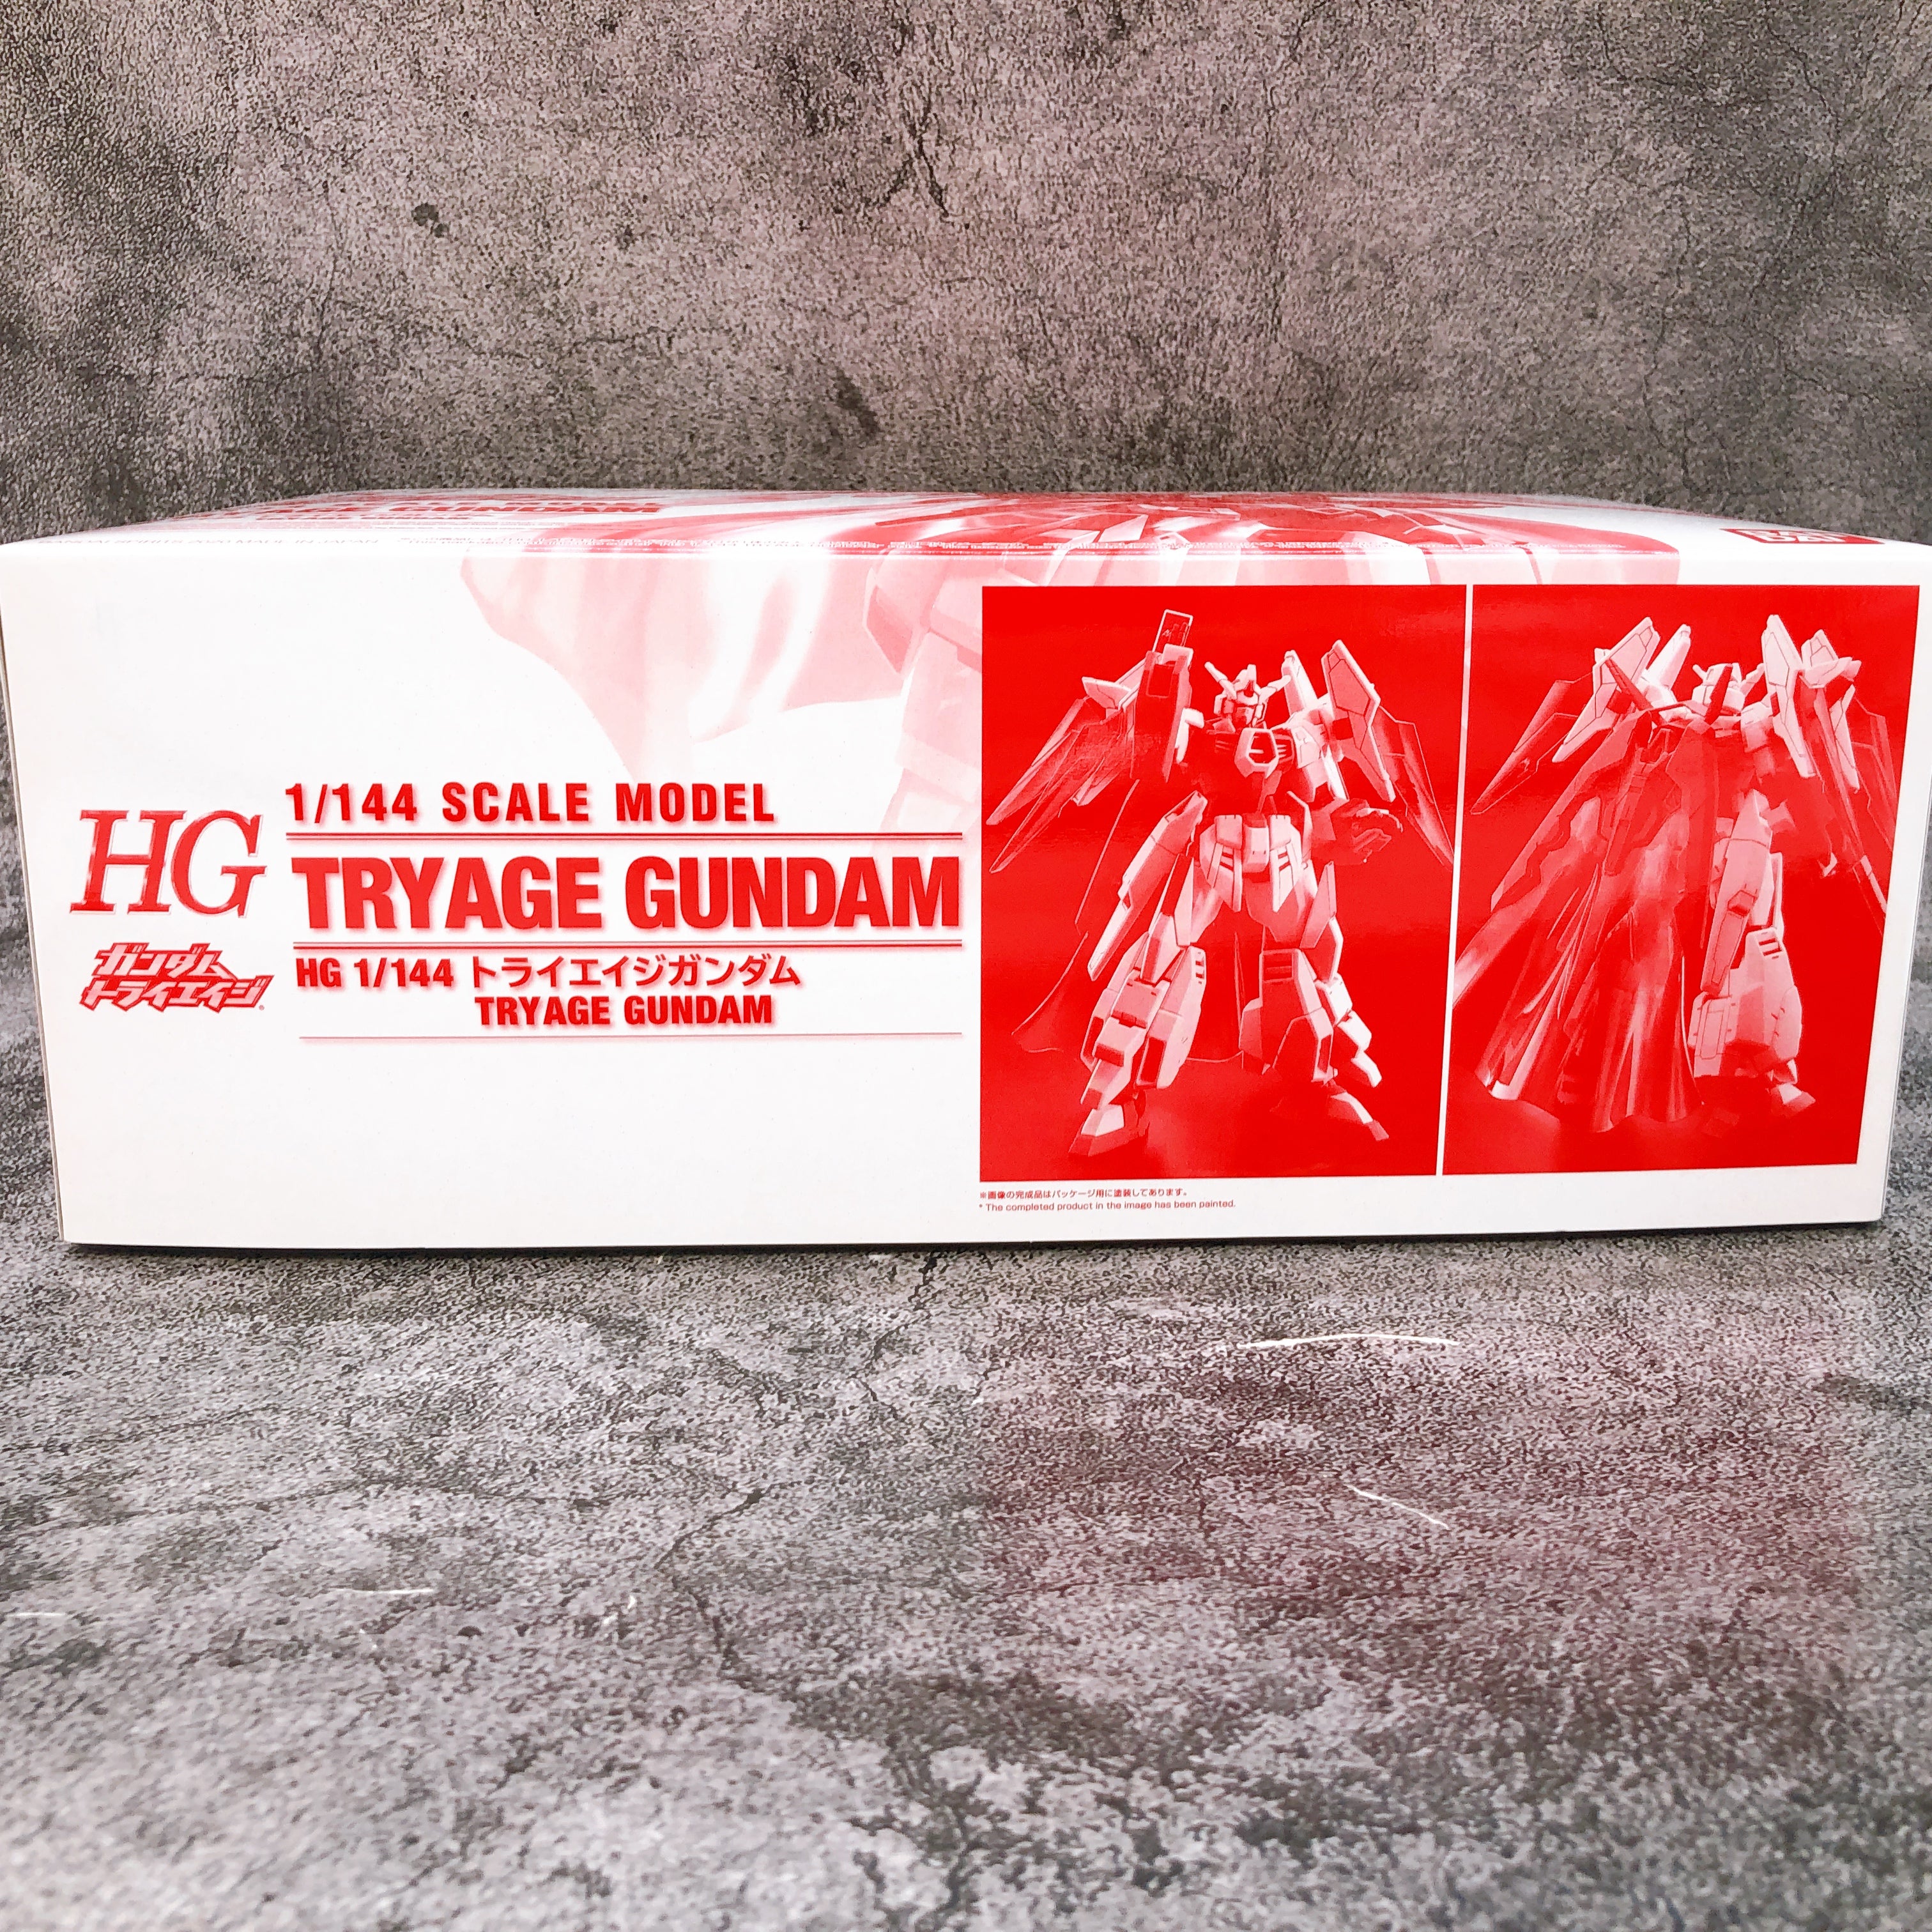 HG
ガンダム
トライエイジ
1/144 SCALE MODEL
TRYAGE GUNDAM
HG 1/144 トライエイジガンダム
TRYAGE GUNDAM
※画像の完成品はパッケージ用に塗装してあります。
* The completed product in the image has been painted.